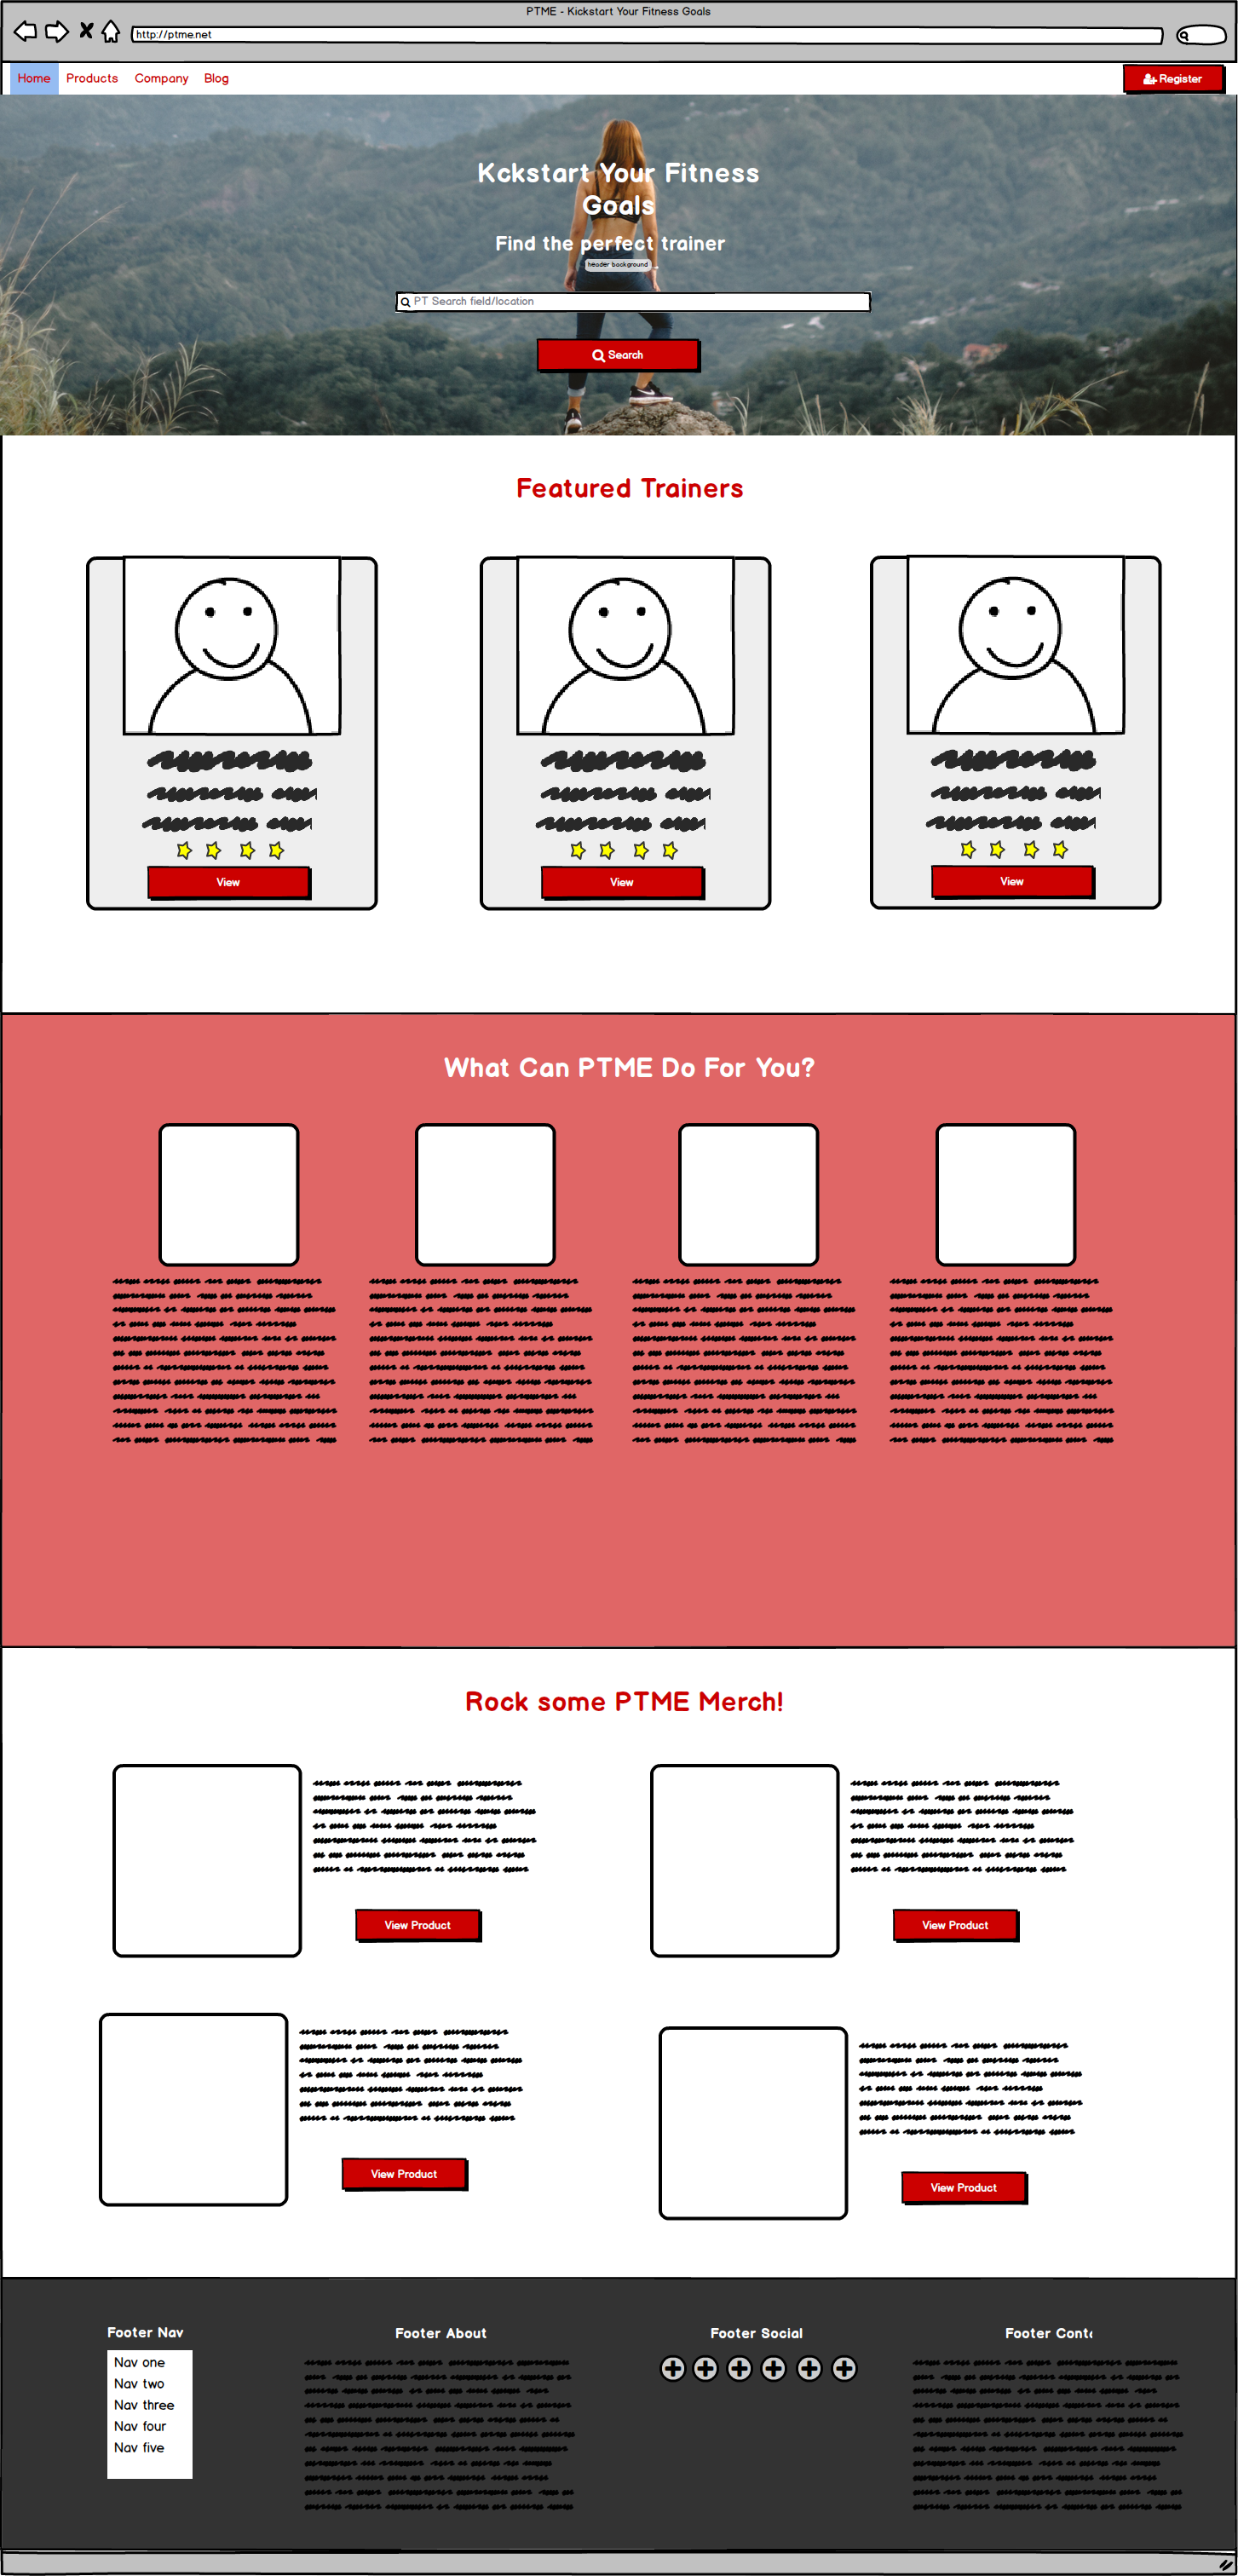 PTME - Kickstart Your Fitness Goals
http://ptme.net
Home Products Company Blog
Register
Kckstart Your Fitness
Goals
Find the perfect trainer
header background
PT Search field/location
Search
Featured Trainers
View
View
View
What Can PTME Do For You?
Rock some PTME Merch!
View Product
View Product
View Product
View Product
Footer Nav
Nav one
Nav two
Nav three
Nav four
Nav five
Footer About
Footer Social
Footer Conta